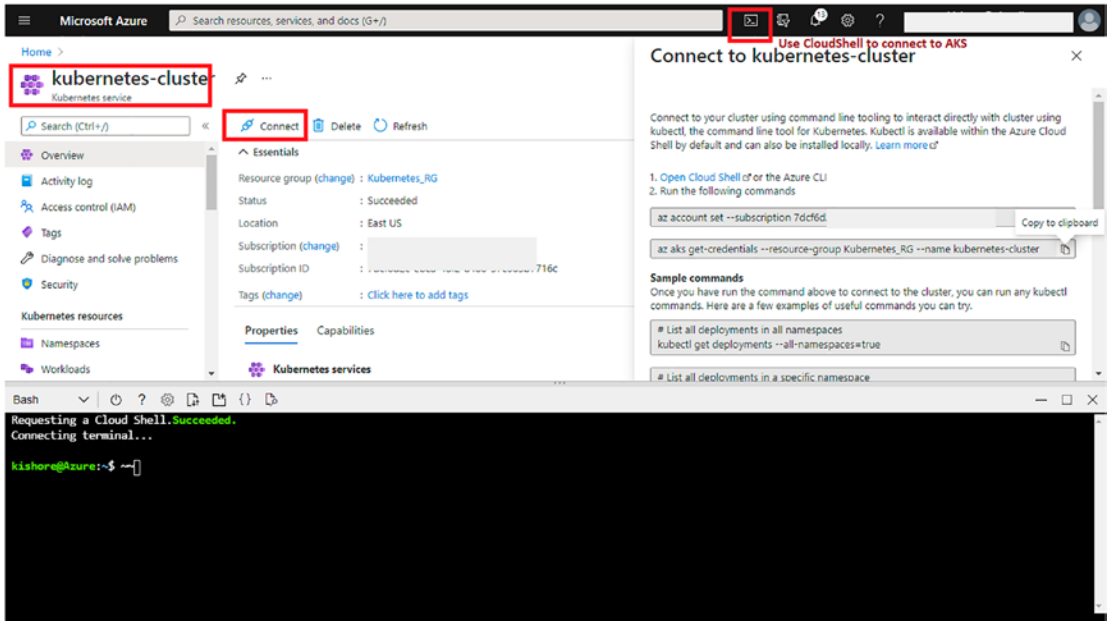 Microsoft Azure
Search resources, services, and docs (G+/)
19
?
Use CloudShell to connect to AKS
Home >
kubernetes-cluster
...
Kubernetes service
Search (Ctrl+/)
«
Overview
Activity log
Access control (IAM)
Tags
Diagnose and solve problems
Security
Kubernetes resources
Namespaces
Workloads
Connect
Delete
Refresh
Essentials
Resource group (change) : Kubernetes_RG
Status : Succeeded
Location : East US
Subscription (change) :
Subscription ID : 716c
Tags (change) : Click here to add tags
Properties
Capabilities
Kubernetes services
Connect to kubernetes-cluster
Connect to your cluster using command line tooling to interact directly with cluster using
kubectl, the command line tool for Kubernetes. Kubectl is available within the Azure Cloud
Shell by default and can also be installed locally. Learn more
1. Open Cloud Shell or the Azure CLI
2. Run the following commands
az account set --subscription 7dcf6d
Copy to clipboard
az aks get-credentials --resource-group Kubernetes_RG --name kubernetes-cluster
Sample commands
Once you have run the command above to connect to the cluster, you can run any kubectl
commands. Here are a few examples of useful commands you can try.
# List all deployments in all namespaces
kubectl get deployments --all-namespaces=true
# List all deployments in a specific namespace
Bash
? {}
Requesting a Cloud Shell.Succeeded.
Connecting terminal...
kishore@Azure:~$ ~~